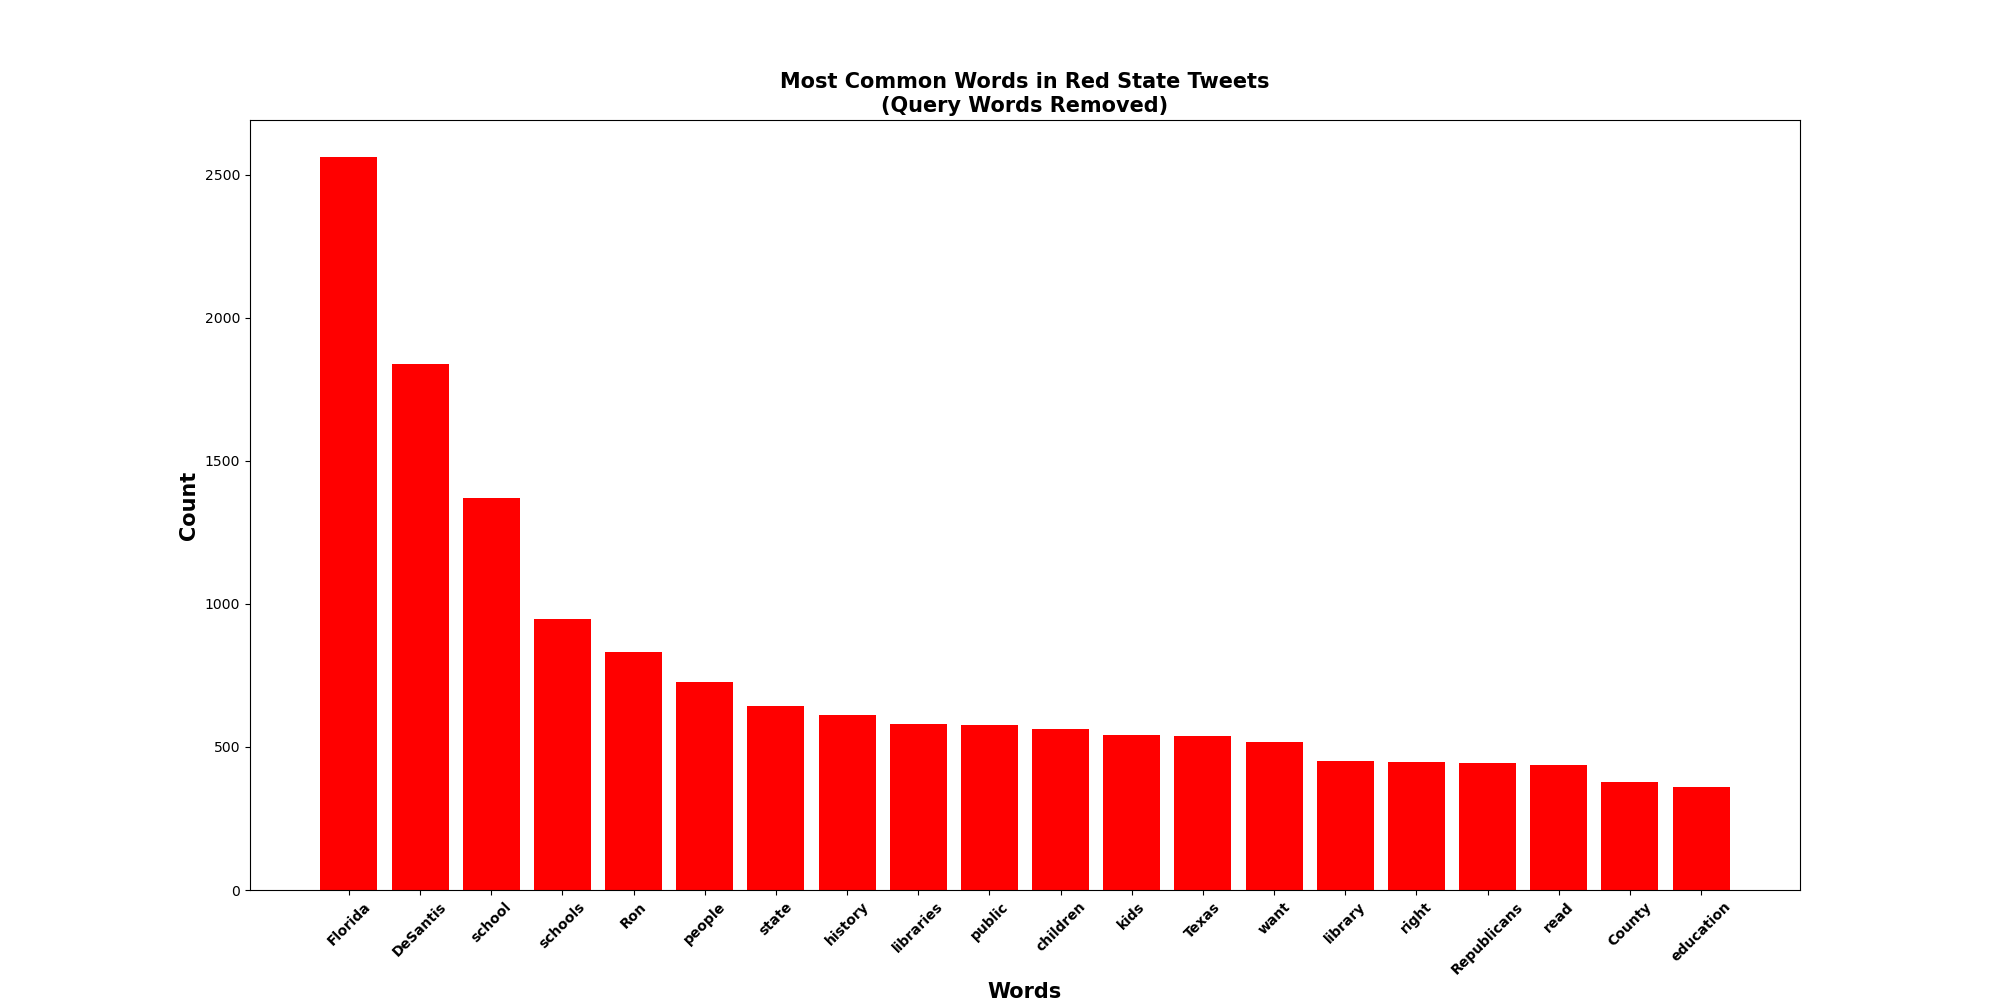 Most Common Words in Red State Tweets
(Query Words Removed)
Count
2500
2000
1500
1000
500
0
Florida
DeSantis
school
schools
Ron
people
state
history
libraries
public
children
kids
Texas
want
library
right
Republicans
read
County
education
Words